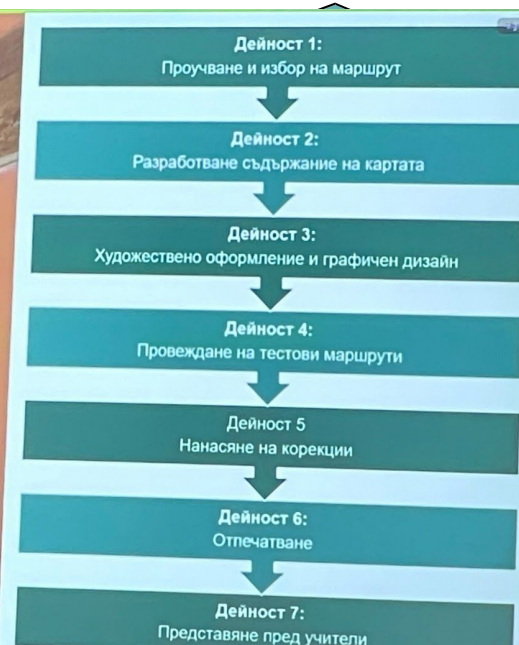 Дейност 1:
Проучване и избор на маршрут
Дейност 2:
Разработване съдържание на картата
Дейност 3:
Художествено оформление и графичен дизайн
Дейност 4:
Провеждане на тестови маршрути
Дейност 5
Нанасяне на корекции
Дейност 6:
Отпечатване
Дейност 7:
Представяне пред учители